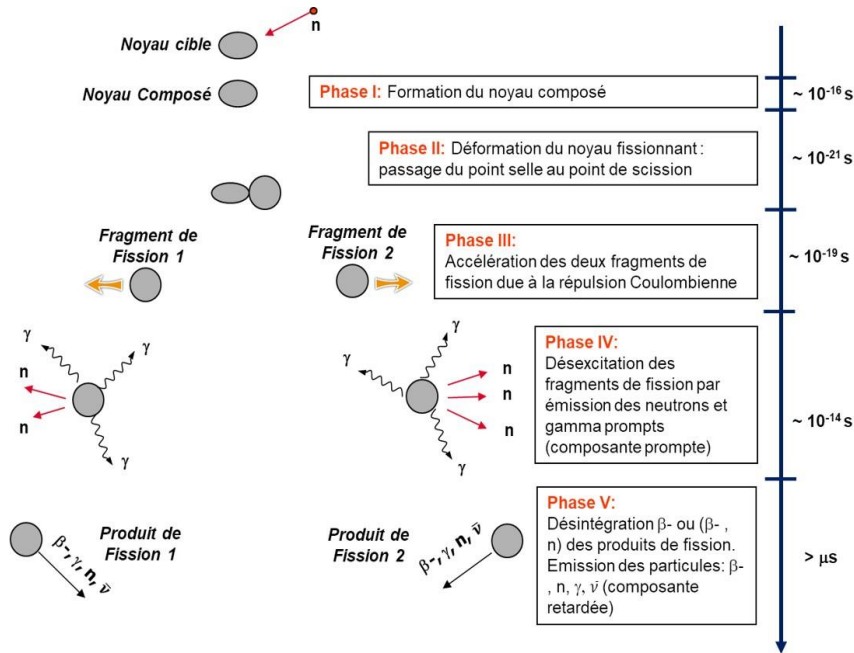 n
Noyau cible
Noyau Composé
Phase I: Formation du noyau composé
~ 10⁻¹⁶ s
Phase II: Déformation du noyau fissionnant :
passage du point selle au point de scission
~ 10⁻²¹ s
Fragment de
Fission 1
Fragment de
Fission 2
Phase III:
Accélération des deux fragments de
fission due à la répulsion Coulombienne
~ 10⁻¹⁹ s
γ
γ
n
n
γ
γ
γ
n
n
n
γ
Phase IV:
Désexcitation des
fragments de fission par
émission des neutrons et
gamma prompts
(composante prompte)
~ 10⁻¹⁴ s
Produit de
Fission 1
β-, γ, n, ν̄
Produit de
Fission 2
β-, γ, n, ν̄
Phase V:
Désintégration β- ou (β- ,
n) des produits de fission.
Emission des particules: β-
, n, γ, ν̄ (composante
retardée)
> μs